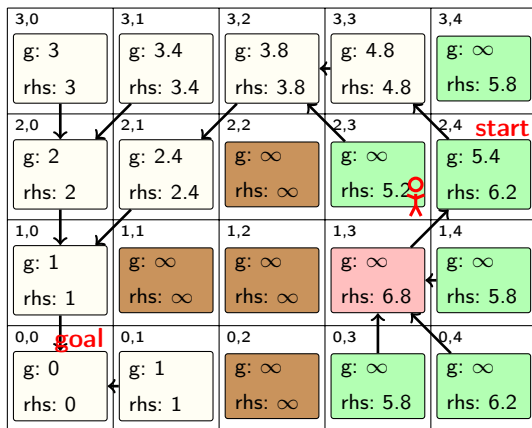 3,0 3,1 3,2 3,3 3,4
g: 3 g: 3.4 g: 3.8 g: 4.8 g: ∞
rhs: 3 rhs: 3.4 rhs: 3.8 rhs: 4.8 rhs: 5.8
2,0 2,1 2,2 2,3 2,4 start
g: 2 g: 2.4 g: ∞ g: ∞ g: 5.4
rhs: 2 rhs: 2.4 rhs: ∞ rhs: 5.2 rhs: 6.2
1,0 1,1 1,2 1,3 1,4
g: 1 g: ∞ g: ∞ g: ∞ g: ∞
rhs: 1 rhs: ∞ rhs: ∞ rhs: 6.8 rhs: 5.8
0,0 goal 0,1 0,2 0,3 0,4
g: 0 g: 1 g: ∞ g: ∞ g: ∞
rhs: 0 rhs: 1 rhs: ∞ rhs: 5.8 rhs: 6.2